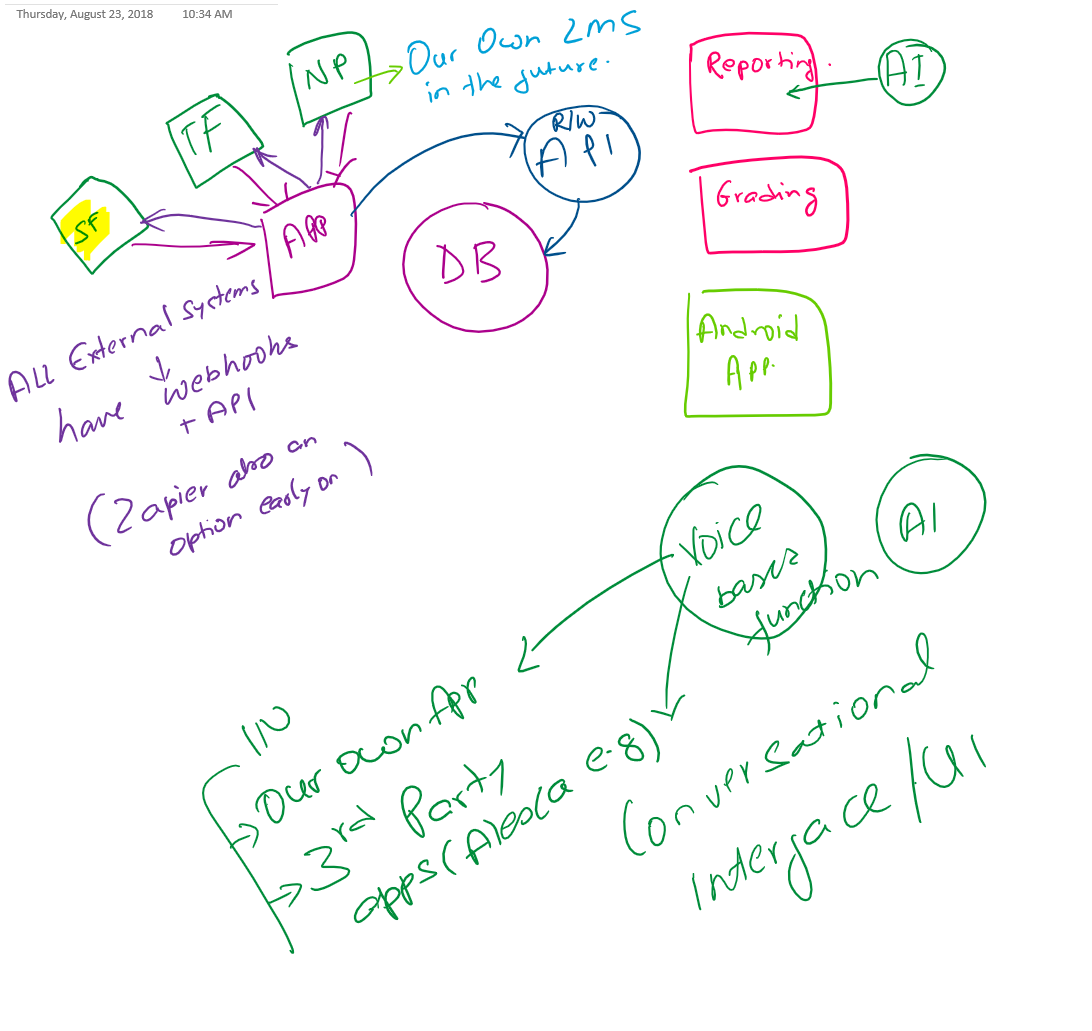 Thursday, August 23, 2018 10:34 AM
NP
Our Own LMS
in the future.
TF
SF
APP
R/W
API
DB
Reporting.
AI
Grading
Android
App.
ALL External Systems
have Webhooks
+ API
(Zapier also an
option early on)
Voice
based
function
AI
Our own App
3rd Party
apps (Alexa e.g)
Conversational
Interface/UI